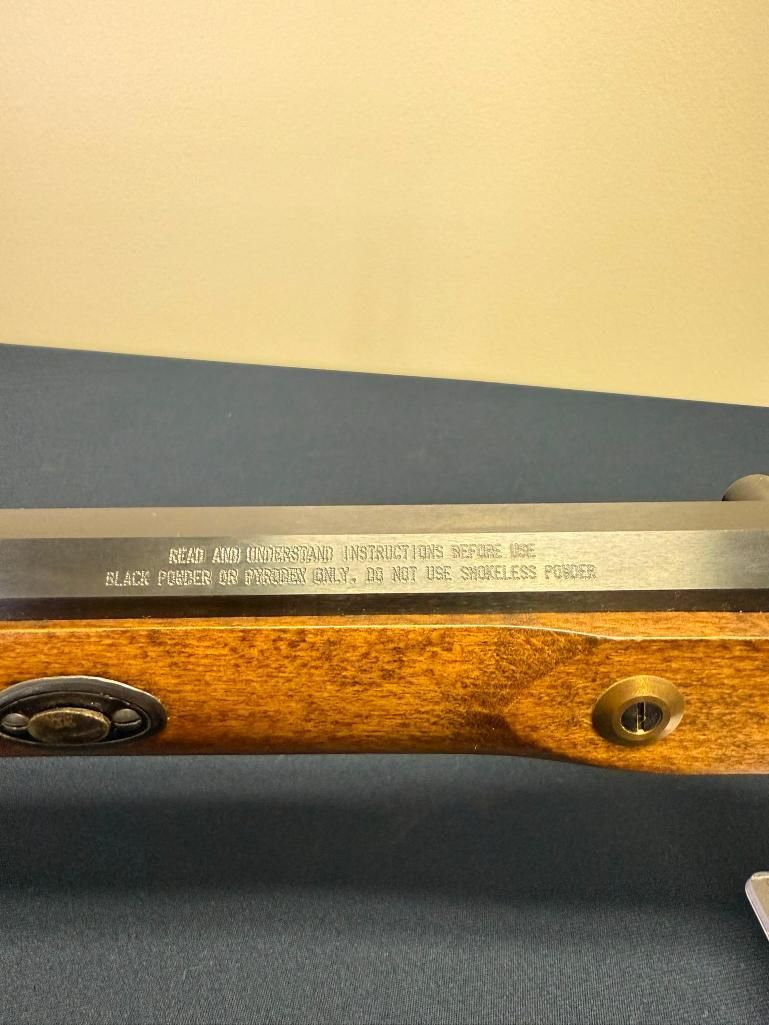 READ AND UNDERSTAND INSTRUCTIONS BEFORE USE
BLACK POWDER OR PYRODEX ONLY. DO NOT USE SMOKELESS POWDER